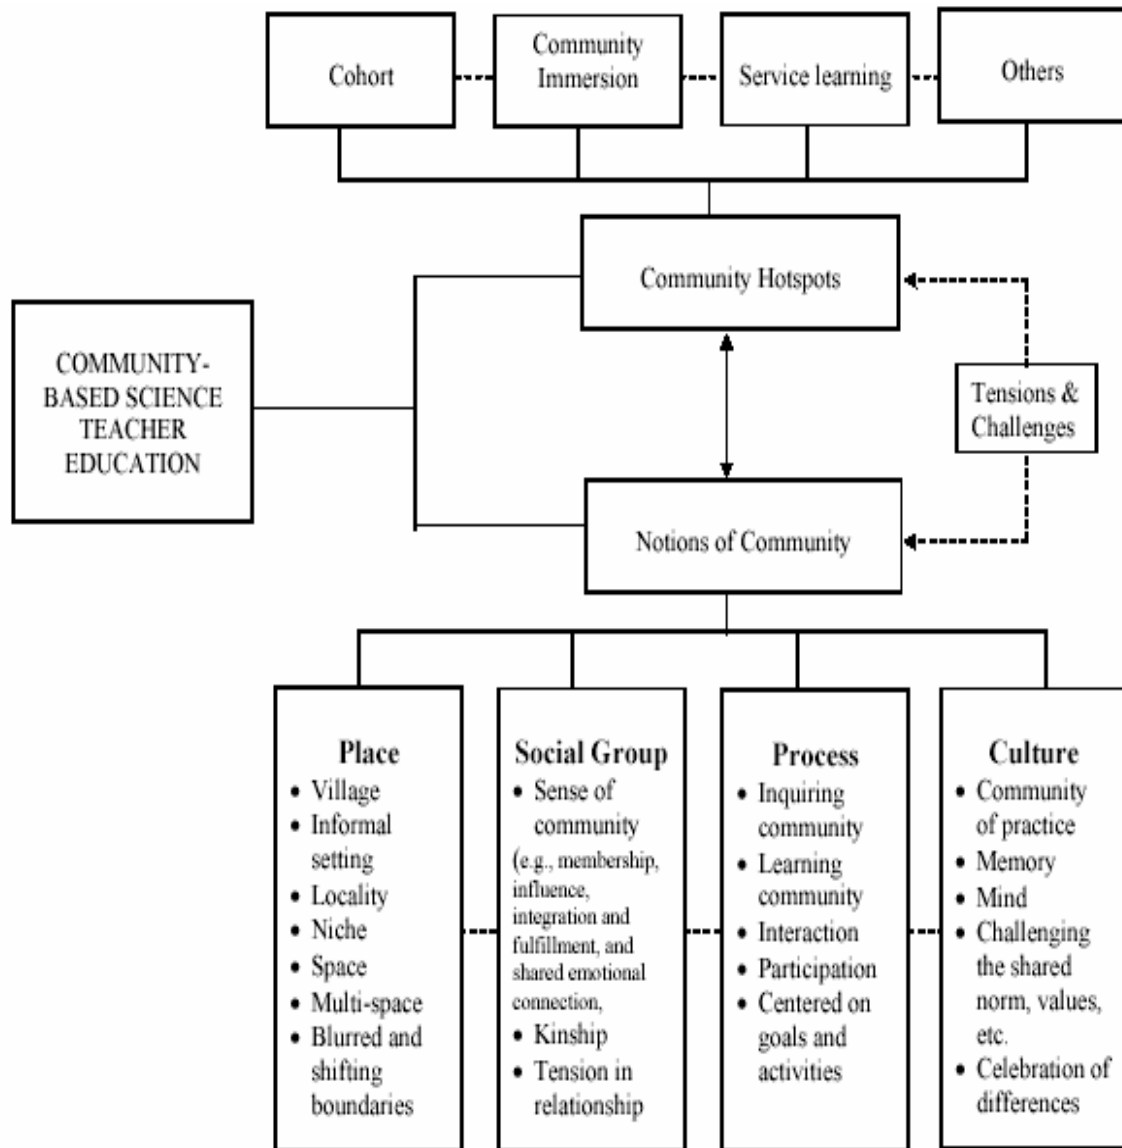 Cohort
Community
Immersion
Service learning
Others
Community Hotspots
COMMUNITY-
BASED SCIENCE
TEACHER
EDUCATION
Tensions &
Challenges
Notions of Community
Place
• Village
• Informal
setting
• Locality
• Niche
• Space
• Multi-space
• Blurred and
shifting
boundaries
Social Group
• Sense of
community
(e.g., membership,
influence,
integration and
fulfillment, and
shared emotional
connection,
• Kinship
• Tension in
relationship
Process
• Inquiring
community
• Learning
community
• Interaction
• Participation
• Centered on
goals and
activities
Culture
• Community
of practice
• Memory
• Mind
• Challenging
the shared
norm, values,
etc.
• Celebration of
differences